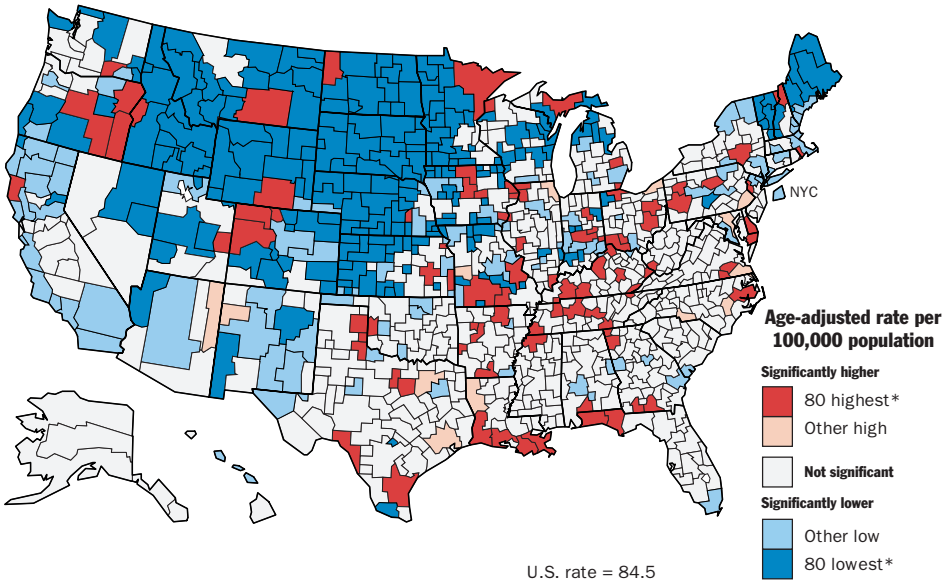 NYC
Age-adjusted rate per
100,000 population
Significantly higher
80 highest*
Other high
Not significant
Significantly lower
Other low
80 lowest*
U.S. rate = 84.5